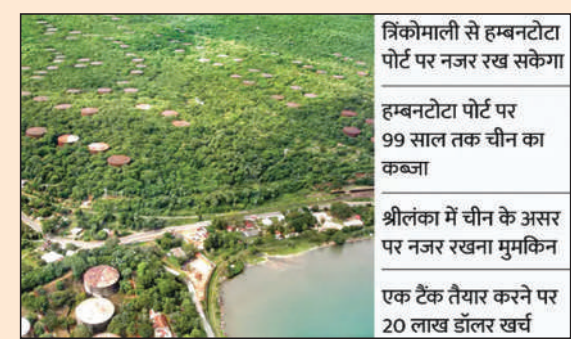 त्रिंकोमाली से हम्बनटोटा
पोर्ट पर नजर रख सकेगा
हम्बनटोटा पोर्ट पर
99 साल तक चीन का
कब्जा
श्रीलंका में चीन के असर
पर नजर रखना मुमकिन
एक टैंक तैयार करने पर
20 लाख डॉलर खर्च